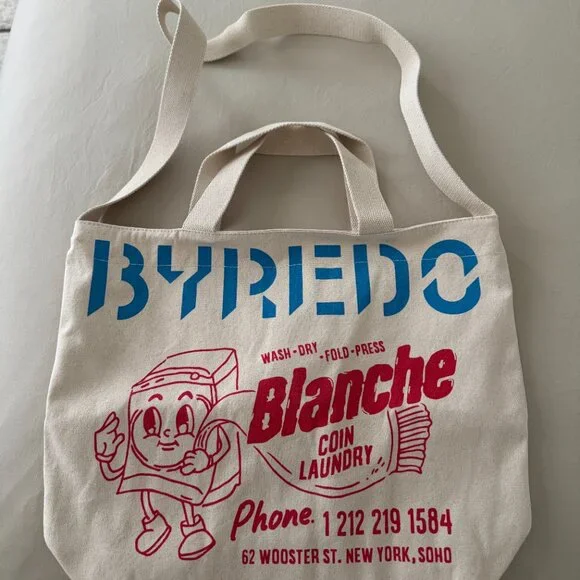 BYREDO
WASH-DRY-FOLD-PRESS
Blanche
COIN
LAUNDRY
Phone. 1 212 219 1584
62 WOOSTER ST. NEW YORK, SOHO